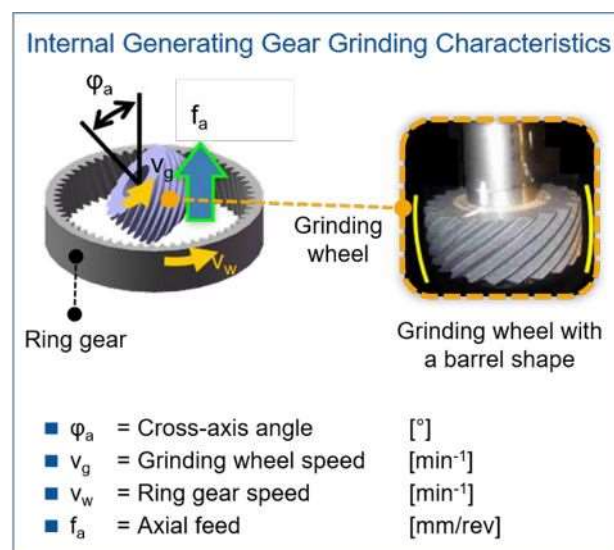 Internal Generating Gear Grinding Characteristics
φa
fa
vg
Grinding
wheel
vw
Ring gear
Grinding wheel with
a barrel shape
■ φa = Cross-axis angle [°]
■ vg = Grinding wheel speed [min⁻¹]
■ vw = Ring gear speed [min⁻¹]
■ fa = Axial feed [mm/rev]